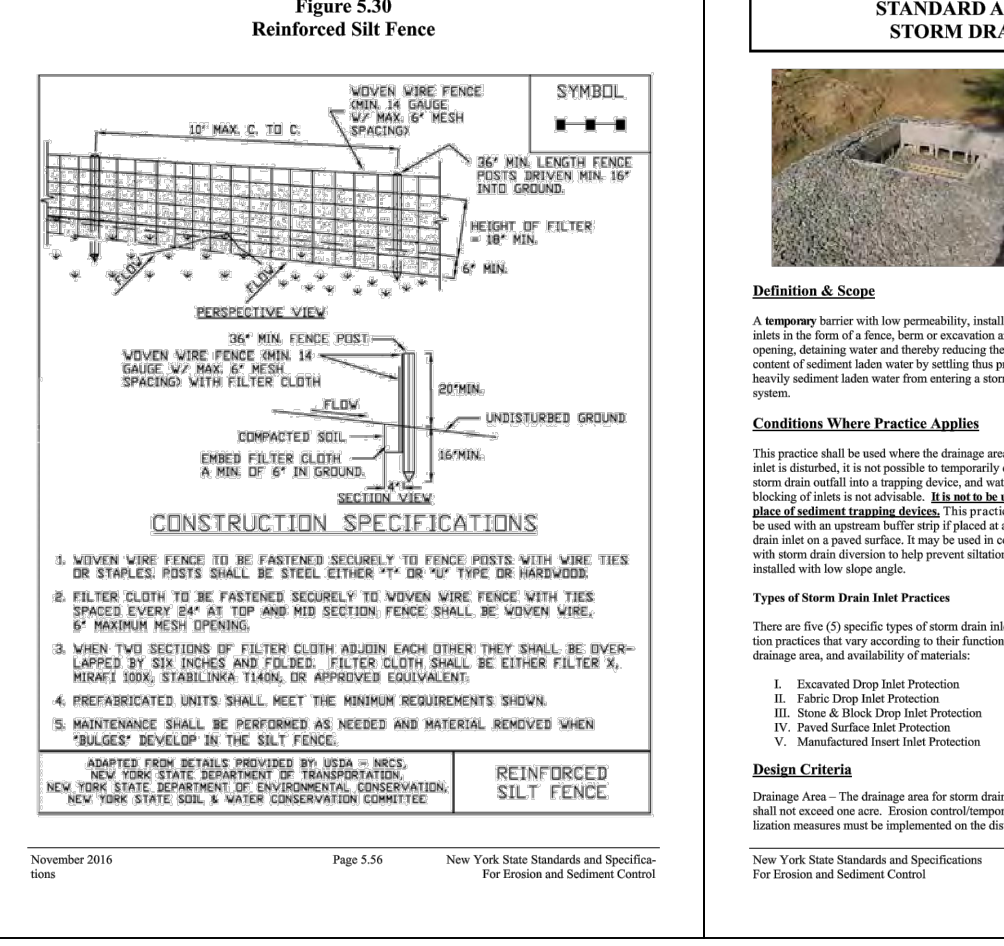 Figure 5.30
Reinforced Silt Fence
WOVEN WIRE FENCE
(MIN. 14 GAUGE
W/ MAX. 6" MESH
SPACING)
SYMBOL
10" MAX. C. TO C.
36" MIN. LENGTH FENCE
POSTS DRIVEN MIN. 16"
INTO GROUND.
HEIGHT OF FILTER
= 18" MIN.
6" MIN.
FLOW
FLOW
PERSPECTIVE VIEW
36" MIN. FENCE POST
WOVEN WIRE FENCE (MIN. 14
GAUGE W/ MAX. 6" MESH
SPACING) WITH FILTER CLOTH
20"MIN.
FLOW
UNDISTURBED GROUND
COMPACTED SOIL
EMBED FILTER CLOTH
A MIN. OF 6" IN GROUND.
16"MIN.
4"
SECTION VIEW
CONSTRUCTION SPECIFICATIONS
1. WOVEN WIRE FENCE TO BE FASTENED SECURELY TO FENCE POSTS WITH WIRE TIES
OR STAPLES. POSTS SHALL BE STEEL EITHER "T" OR "U" TYPE OR HARDWOOD.
2. FILTER CLOTH TO BE FASTENED SECURELY TO WOVEN WIRE FENCE WITH TIES
SPACED EVERY 24" AT TOP AND MID SECTION. FENCE SHALL BE WOVEN WIRE,
6" MAXIMUM MESH OPENING.
3. WHEN TWO SECTIONS OF FILTER CLOTH ADJOIN EACH OTHER THEY SHALL BE OVER-
LAPPED BY SIX INCHES AND FOLDED. FILTER CLOTH SHALL BE EITHER FILTER X,
MIRAFI 100X, STABILINKA T140N, OR APPROVED EQUIVALENT.
4. PREFABRICATED UNITS SHALL MEET THE MINIMUM REQUIREMENTS SHOWN.
5. MAINTENANCE SHALL BE PERFORMED AS NEEDED AND MATERIAL REMOVED WHEN
"BULGES" DEVELOP IN THE SILT FENCE.
ADAPTED FROM DETAILS PROVIDED BY: USDA - NRCS,
NEW YORK STATE DEPARTMENT OF TRANSPORTATION,
NEW YORK STATE DEPARTMENT OF ENVIRONMENTAL CONSERVATION,
NEW YORK STATE SOIL & WATER CONSERVATION COMMITTEE
REINFORCED
SILT FENCE
November 2016 Page 5.56 New York State Standards and Specifica-
tions For Erosion and Sediment Control
STANDARD A
STORM DRA
Definition & Scope
A temporary barrier with low permeability, install
inlets in the form of a fence, berm or excavation a
opening, detaining water and thereby reducing the
content of sediment laden water by settling thus p
heavily sediment laden water from entering a stor
system.
Conditions Where Practice Applies
This practice shall be used where the drainage area
inlet is disturbed, it is not possible to temporarily
storm drain outfall into a trapping device, and wat
blocking of inlets is not advisable. It is not to be u
place of sediment trapping devices. This practic
be used with an upstream buffer strip if placed at a
drain inlet on a paved surface. It may be used in c
with storm drain diversion to help prevent siltation
installed with low slope angle.
Types of Storm Drain Inlet Practices
There are five (5) specific types of storm drain inl
tion practices that vary according to their function
drainage area, and availability of materials:
I. Excavated Drop Inlet Protection
II. Fabric Drop Inlet Protection
III. Stone & Block Drop Inlet Protection
IV. Paved Surface Inlet Protection
V. Manufactured Insert Inlet Protection
Design Criteria
Drainage Area – The drainage area for storm drain
shall not exceed one acre. Erosion control/tempor
lization measures must be implemented on the dis
New York State Standards and Specifications
For Erosion and Sediment Control